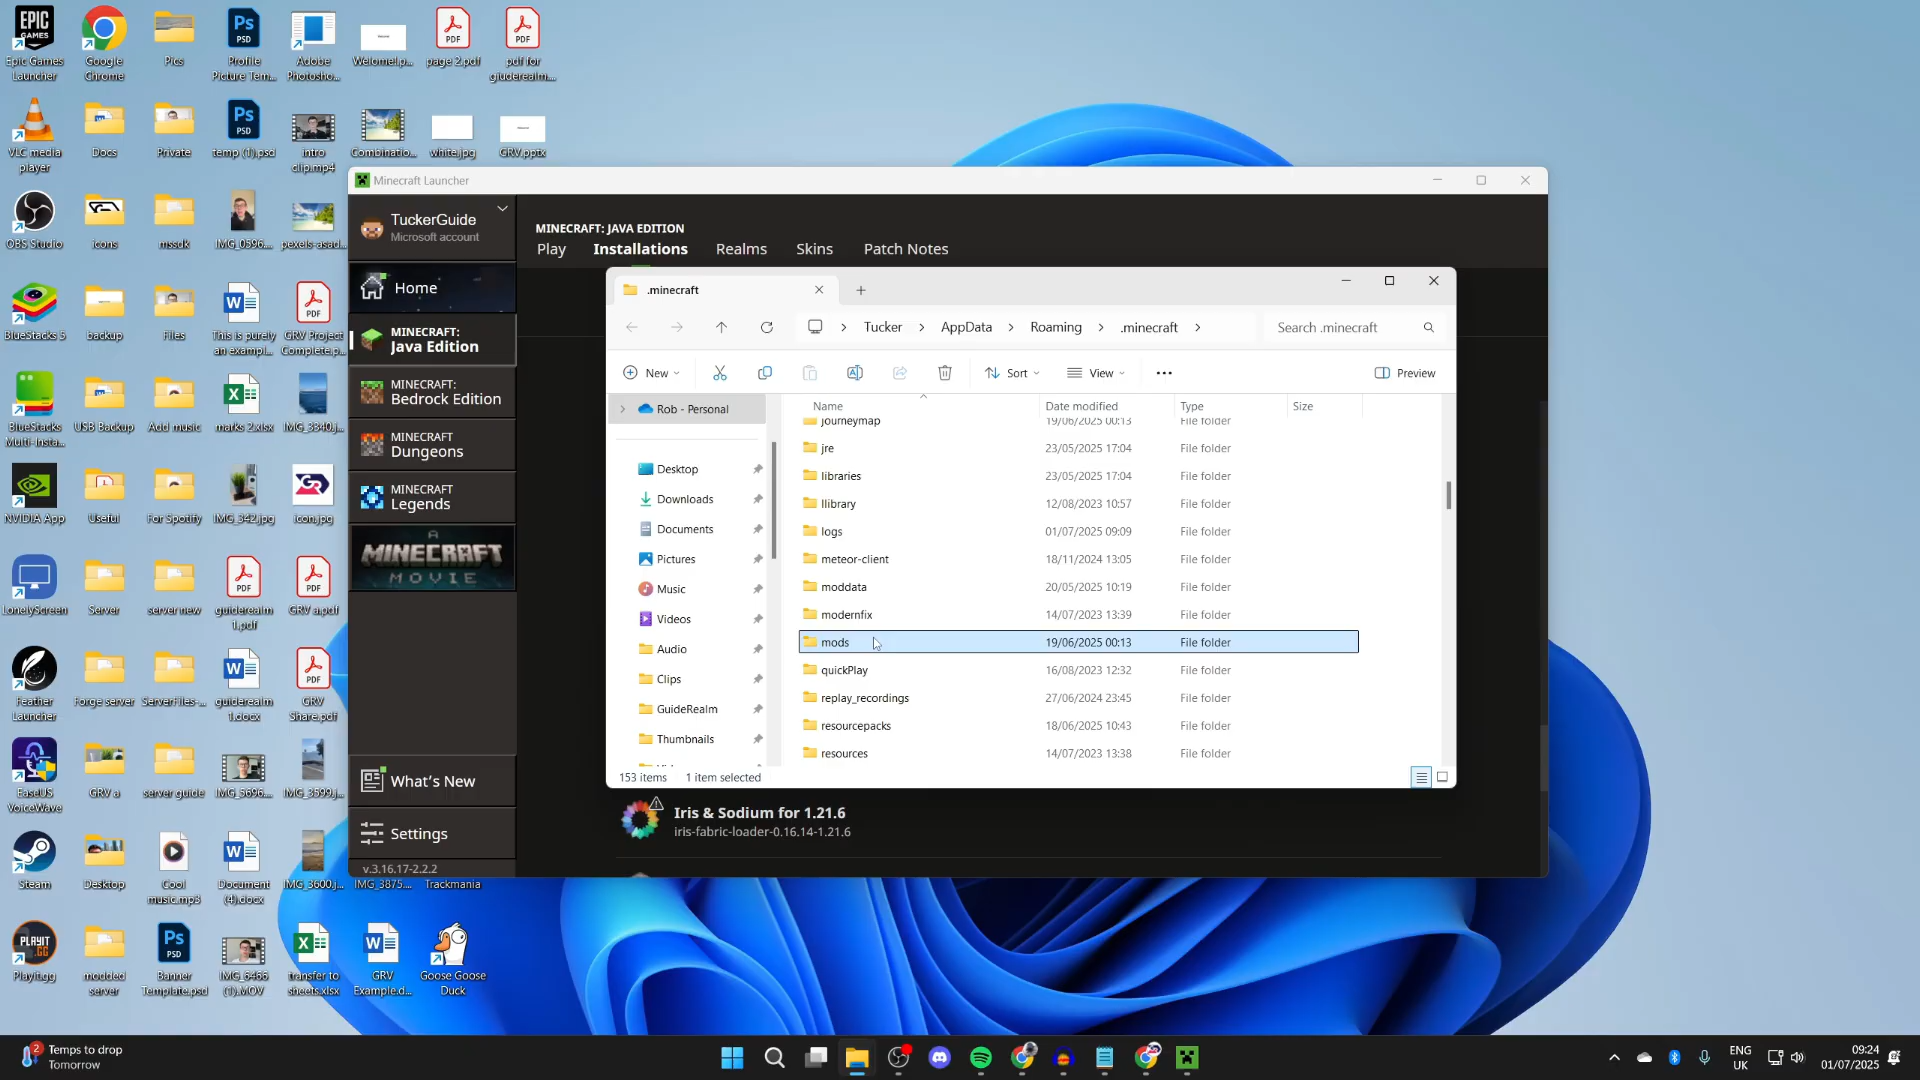 Epic Games
Launcher
Google
Chrome
Pics
Profile
Picture Tem...
Adobe
Photosho...
Welome!.p...
page 2.pdf
pdf for
giuderealm....
VLC media
player
Docs
Private
temp (1).psd
intro
clip.mp4
Combinatio...
white.jpg
GRV.pptx
OBS Studio
icons
mssdk
IMG_0596....
pexels-asad...
BlueStacks 5
backup
Files
This is purely
an exampl...
GRV Project
Complete.p...
BlueStacks
Multi-Insta...
USB Backup
Add music
marks 2.xlsx
IMG_3340.j...
NVIDIA App
Useful
For Spotify
IMG_342.jpg
icon.jpg
LonelyScreen
Server
server new
guiderealm
1.pdf
GRV a.pdf
Feather
Launcher
Forge server
ServerFiles-...
guiderealm
1.docx
GRV
Share.pdf
EaseUS
VoiceWave
GRV a
server guide
IMG_5696....
IMG_3599.j...
Steam
Desktop
Cool
music.mp3
Document
(4).docx
IMG_3600.j...
IMG_3875....
Trackmania
Playit.gg
modded
server
Banner
Template.psd
IMG_6466
(1).MOV
transfer to
sheets.xlsx
GRV
Example.d...
Goose Goose
Duck
Minecraft Launcher
TuckerGuide
Microsoft account
Home
MINECRAFT:
Java Edition
MINECRAFT:
Bedrock Edition
MINECRAFT
Dungeons
MINECRAFT
Legends
A
MINECRAFT
MOVIE
What's New
Settings
v.3.16.17-2.2.2
MINECRAFT: JAVA EDITION
Play Installations Realms Skins Patch Notes
.minecraft
Tucker > AppData > Roaming > .minecraft >
Search .minecraft
New Sort View ... Preview
Rob - Personal
Desktop
Downloads
Documents
Pictures
Music
Videos
Audio
Clips
GuideRealm
Thumbnails
Name Date modified Type Size
journeymap 19/06/2025 00:13 File folder
jre 23/05/2025 17:04 File folder
libraries 23/05/2025 17:04 File folder
llibrary 12/08/2023 10:57 File folder
logs 01/07/2025 09:09 File folder
meteor-client 18/11/2024 13:05 File folder
moddata 20/05/2025 10:19 File folder
modernfix 14/07/2023 13:39 File folder
mods 19/06/2025 00:13 File folder
quickPlay 16/08/2023 12:32 File folder
replay_recordings 27/06/2024 23:45 File folder
resourcepacks 18/06/2025 10:43 File folder
resources 14/07/2023 13:38 File folder
153 items 1 item selected
Iris & Sodium for 1.21.6
iris-fabric-loader-0.16.14-1.21.6
2
Temps to drop
Tomorrow
ENG
UK
09:24
01/07/2025